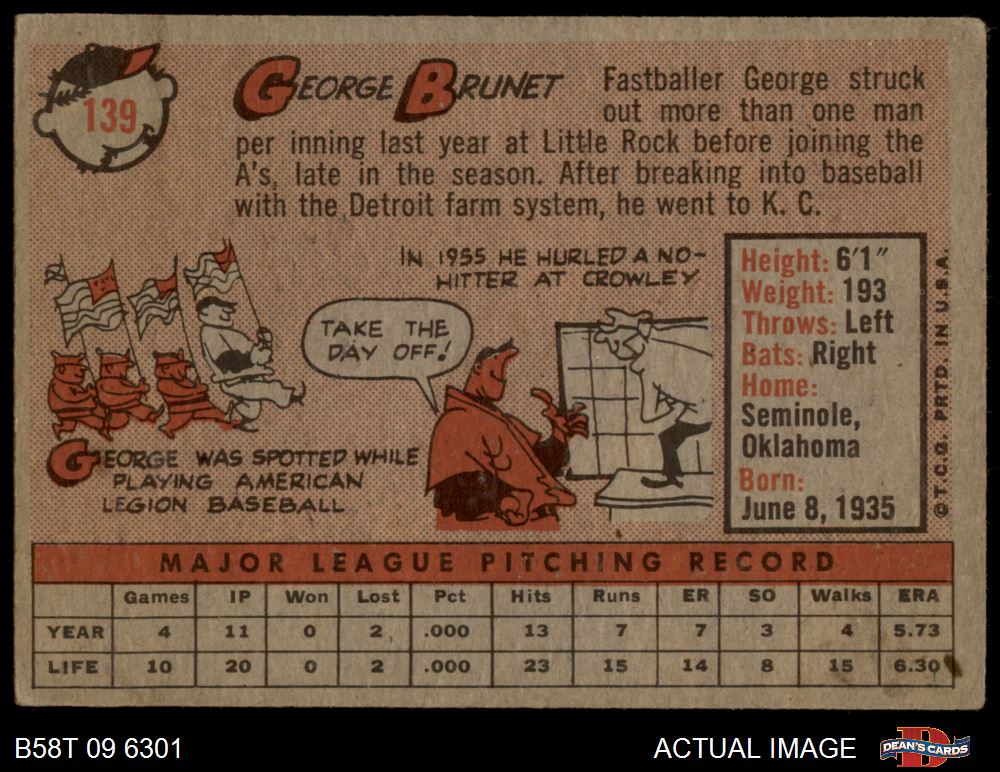 139
GEORGE BRUNET
Fastballer George struck
out more than one man
per inning last year at Little Rock before joining the
A's, late in the season. After breaking into baseball
with the Detroit farm system, he went to K. C.
IN 1955 HE HURLED A NO-
HITTER AT CROWLEY
TAKE THE
DAY OFF!
GEORGE WAS SPOTTED WHILE
PLAYING AMERICAN
LEGION BASEBALL
Height: 6'1"
Weight: 193
Throws: Left
Bats: Right
Home:
Seminole,
Oklahoma
Born:
June 8, 1935
© T.C.G. PRTD. IN U.S.A.
MAJOR LEAGUE PITCHING RECORD
Games IP Won Lost Pct Hits Runs ER SO Walks ERA
YEAR 4 11 0 2 .000 13 7 7 3 4 5.73
LIFE 10 20 0 2 .000 23 15 14 8 15 6.30
B58T 09 6301
ACTUAL IMAGE
D
DEAN'S CARDS